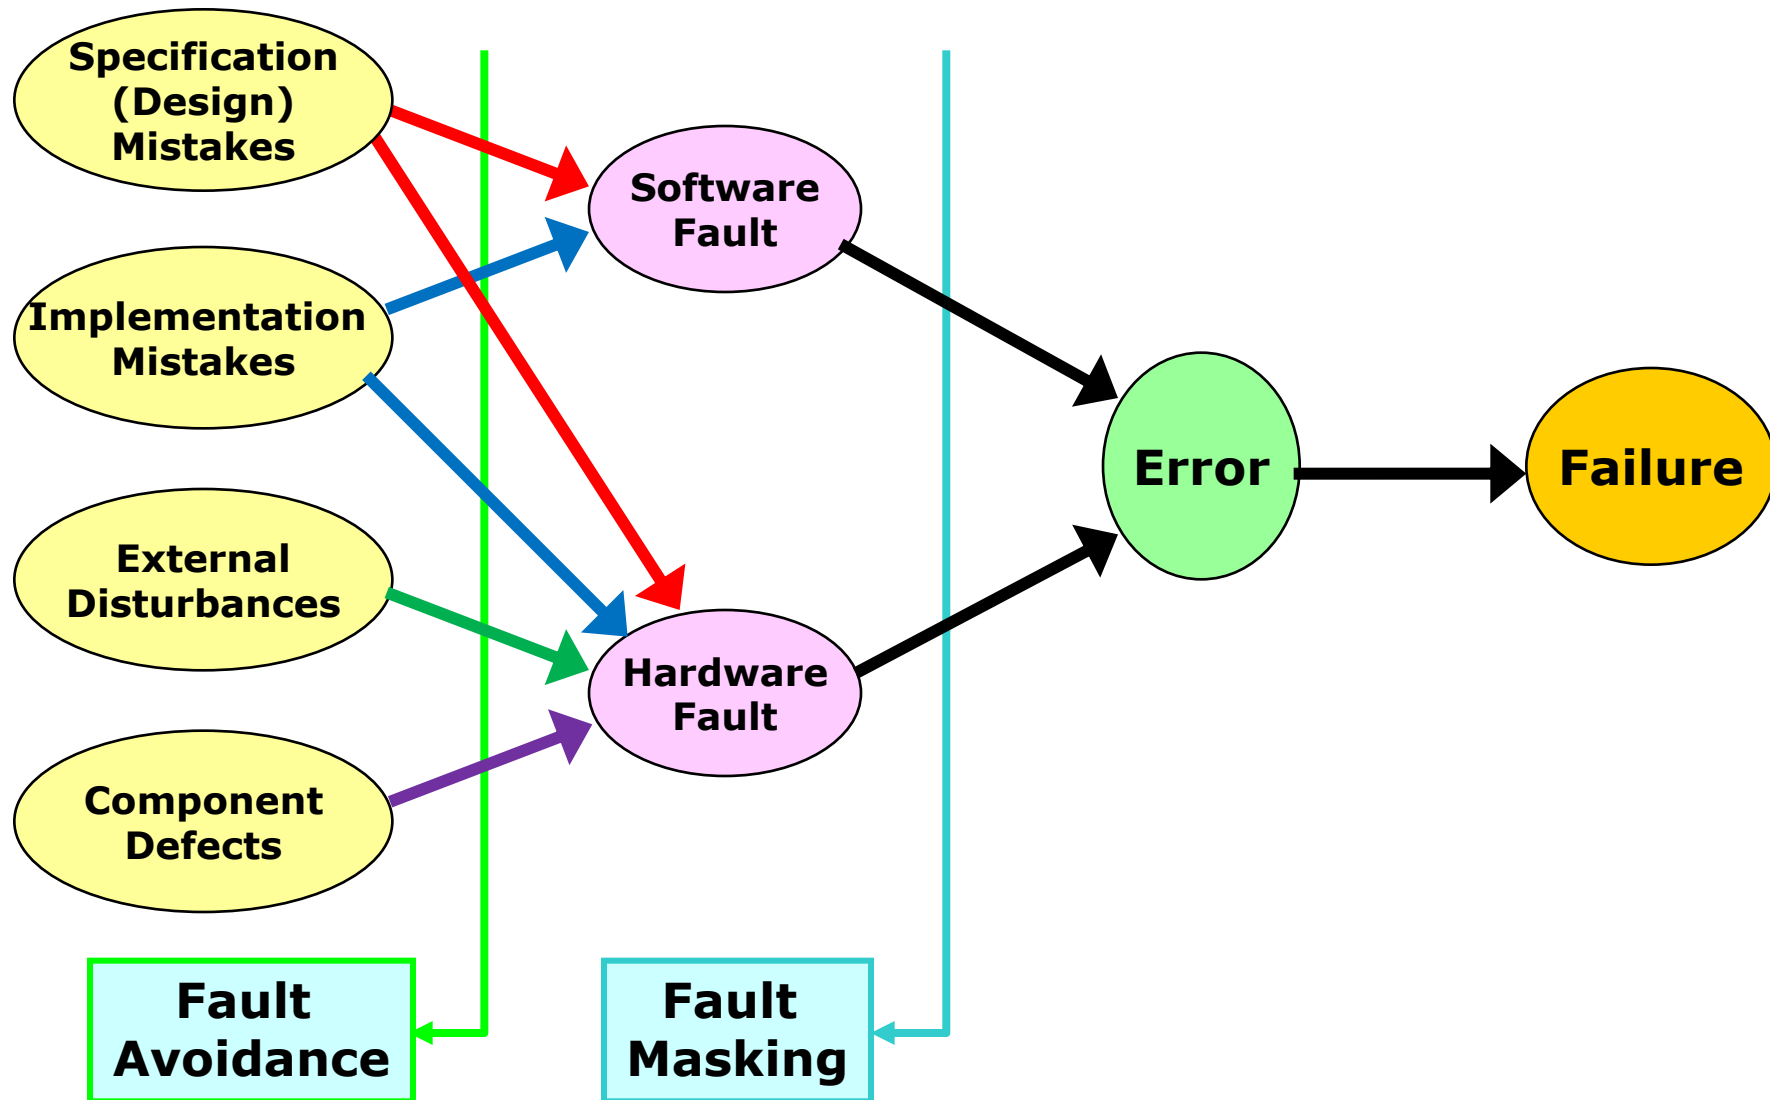 Specification
(Design)
Mistakes
Software
Fault
Implementation
Mistakes
Error
Failure
External
Disturbances
Hardware
Fault
Component
Defects
Fault
Avoidance
Fault
Masking